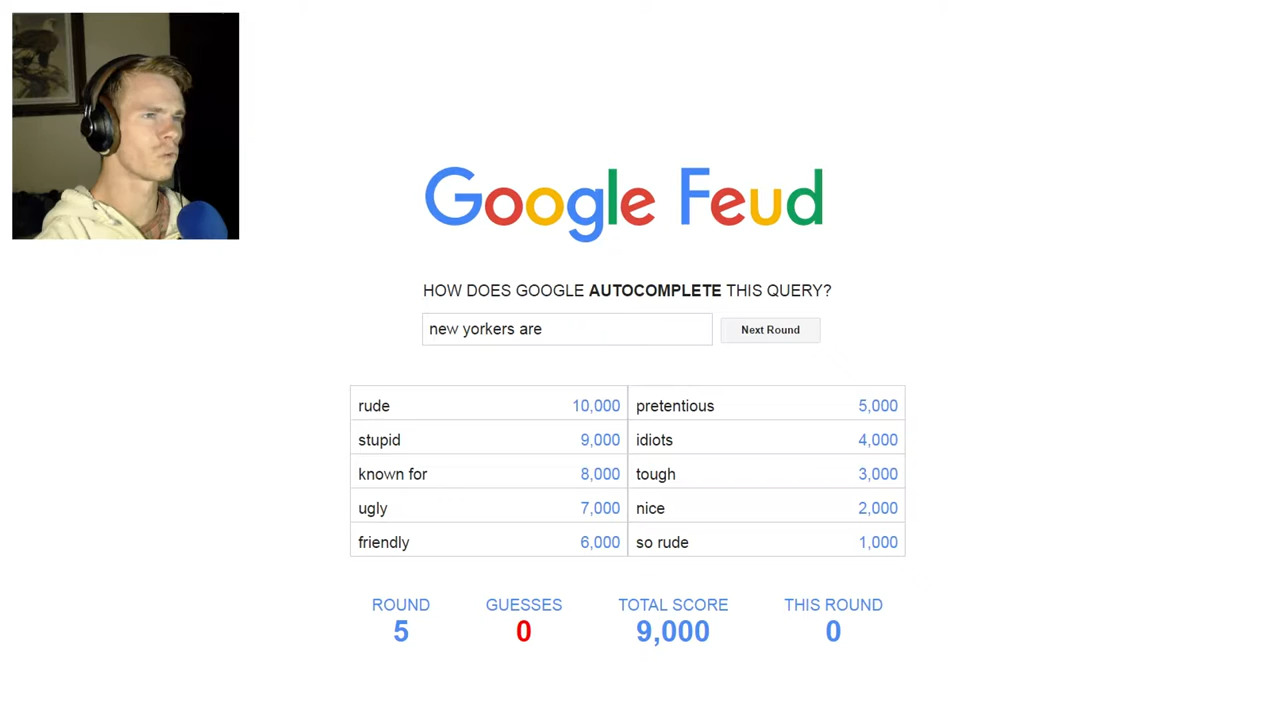 Google Feud
HOW DOES GOOGLE AUTOCOMPLETE THIS QUERY?
new yorkers are
Next Round
rude 10,000
stupid 9,000
known for 8,000
ugly 7,000
friendly 6,000
pretentious 5,000
idiots 4,000
tough 3,000
nice 2,000
so rude 1,000
ROUND
5
GUESSES
0
TOTAL SCORE
9,000
THIS ROUND
0